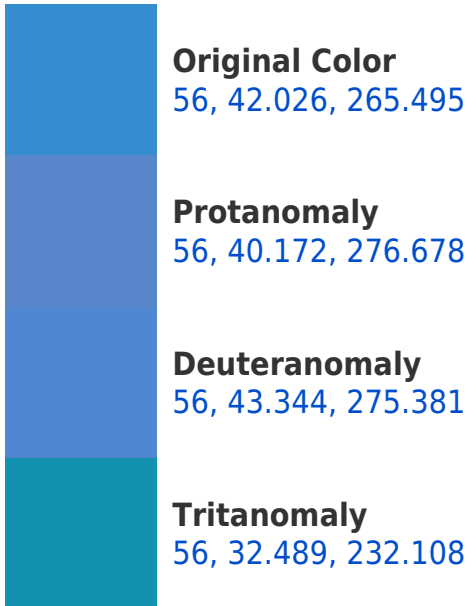 Original Color
56, 42.026, 265.495
Protanomaly
56, 40.172, 276.678
Deuteranomaly
56, 43.344, 275.381
Tritanomaly
56, 32.489, 232.108